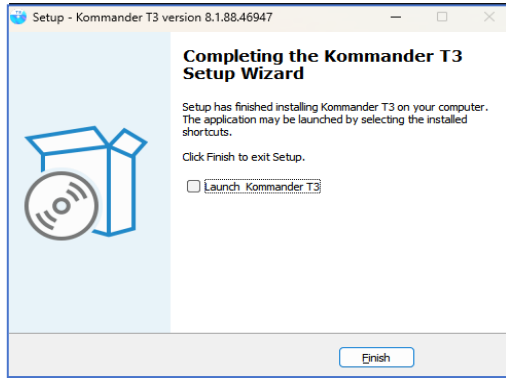 Setup - Kommander T3 version 8.1.88.46947
Completing the Kommander T3
Setup Wizard
Setup has finished installing Kommander T3 on your computer.
The application may be launched by selecting the installed
shortcuts.
Click Finish to exit Setup.
Launch Kommander T3
Finish